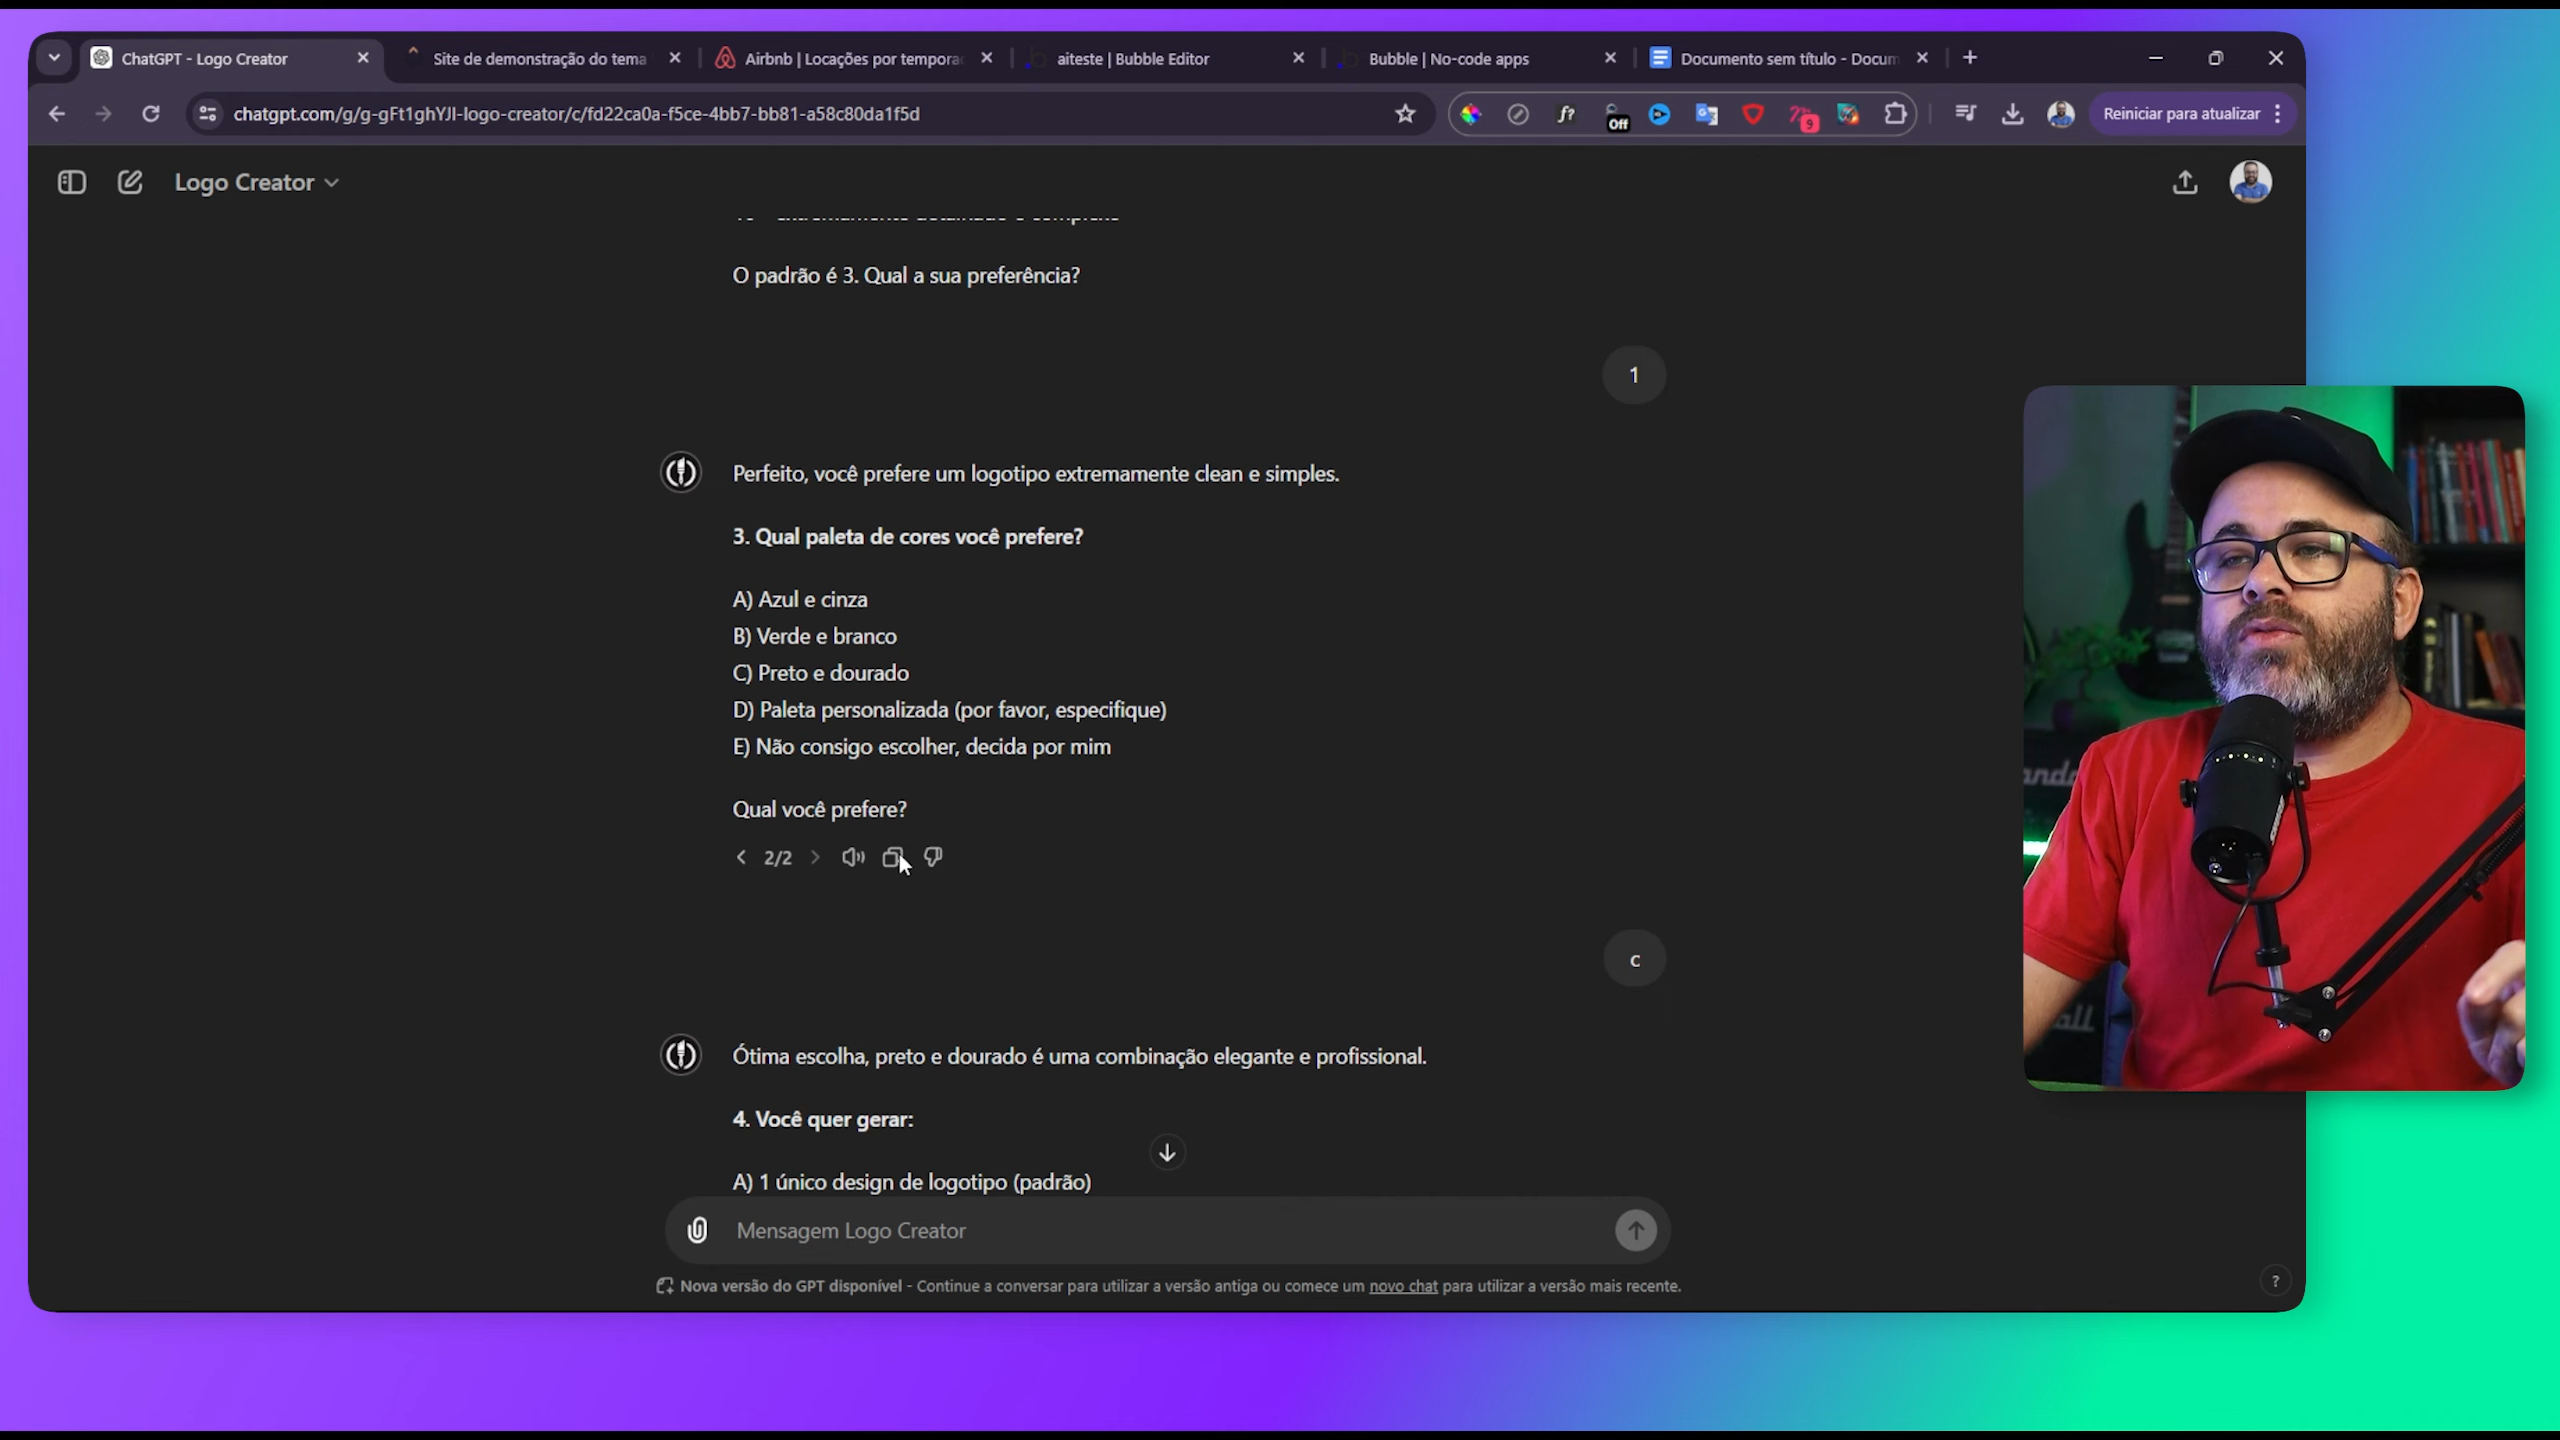 ChatGPT - Logo Creator
Site de demonstração do tema
Airbnb | Locações por tempora
aiteste | Bubble Editor
Bubble | No-code apps
Documento sem título - Docum
chatgpt.com/g/g-gFt1ghYJI-logo-creator/c/fd22ca0a-f5ce-4bb7-bb81-a58c80da1f5d
f?
Off
9
Reiniciar para atualizar
Logo Creator
10 - extremamente detalhado e complexo
O padrão é 3. Qual a sua preferência?
1
Perfeito, você prefere um logotipo extremamente clean e simples.
3. Qual paleta de cores você prefere?
A) Azul e cinza
B) Verde e branco
C) Preto e dourado
D) Paleta personalizada (por favor, especifique)
E) Não consigo escolher, decida por mim
Qual você prefere?
2/2
c
Ótima escolha, preto e dourado é uma combinação elegante e profissional.
4. Você quer gerar:
A) 1 único design de logotipo (padrão)
Mensagem Logo Creator
Nova versão do GPT disponível - Continue a conversar para utilizar a versão antiga ou comece um novo chat para utilizar a versão mais recente.
?